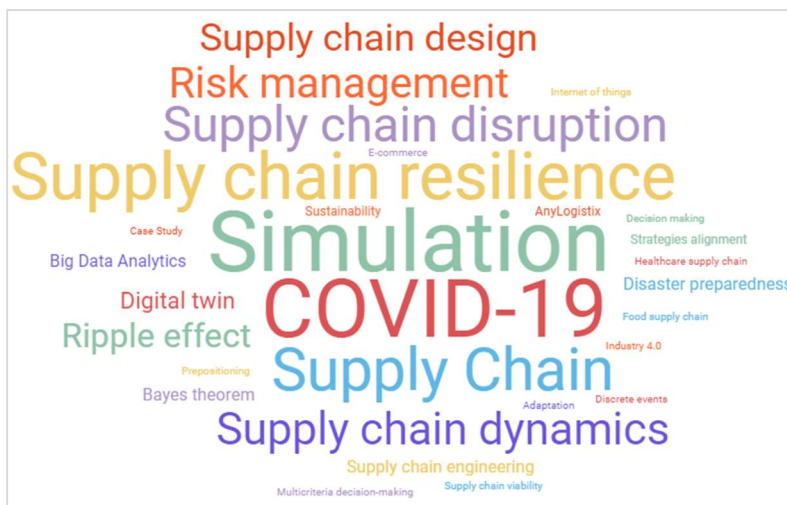 Supply chain design
Risk management
Internet of things
Supply chain disruption
E-commerce
Supply chain resilience
Sustainability
AnyLogistix
Decision making
Case Study
Simulation
Strategies alignment
Big Data Analytics
Healthcare supply chain
Disaster preparedness
Digital twin
COVID-19
Food supply chain
Ripple effect
Industry 4.0
Prepositioning
Supply Chain
Bayes theorem
Discrete events
Adaptation
Supply chain dynamics
Supply chain engineering
Multicriteria decision-making
Supply chain viability